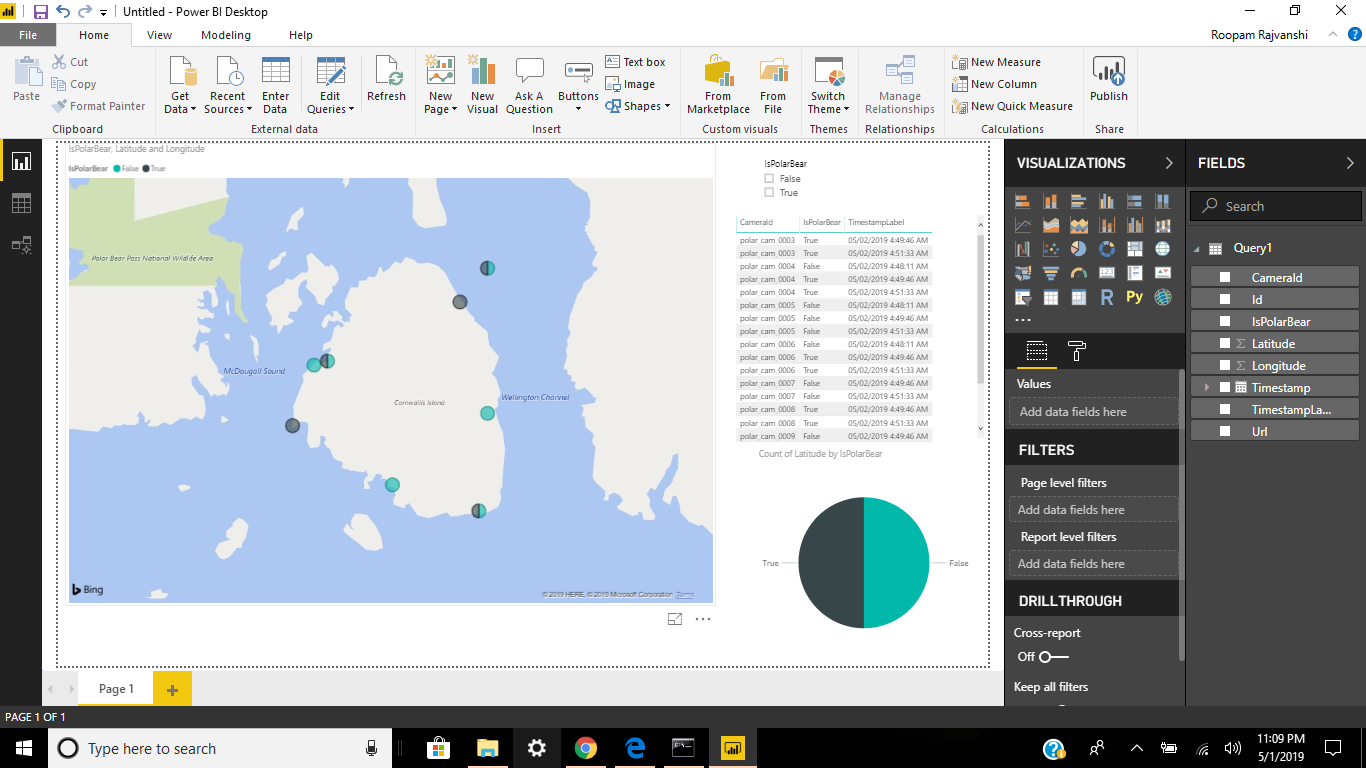 Untitled - Power BI Desktop
File Home View Modeling Help Roopam Rajvanshi
Paste
Cut
Copy
Format Painter
Clipboard
Get Data
Recent Sources
Enter Data
Edit Queries
Refresh
External data
New Page
New Visual
Ask A Question
Buttons
Text box
Image
Shapes
Insert
From Marketplace
From File
Custom visuals
Switch Theme
Themes
Manage Relationships
Relationships
New Measure
New Column
New Quick Measure
Calculations
Publish
Share
IsPolarBear, Latitude and Longitude
IsPolarBear False True
Polar Bear Pass National Wildlife Area
McDougall Sound
Cornwallis Island
Wellington Channel
Bing
© 2019 HERE, © 2019 Microsoft Corporation Terms
IsPolarBear
False
True
CameraId IsPolarBear TimestampLabel
polar_cam_0003 True 05/02/2019 4:49:46 AM
polar_cam_0003 True 05/02/2019 4:51:33 AM
polar_cam_0004 False 05/02/2019 4:48:11 AM
polar_cam_0004 True 05/02/2019 4:49:46 AM
polar_cam_0004 True 05/02/2019 4:51:33 AM
polar_cam_0005 False 05/02/2019 4:48:11 AM
polar_cam_0005 False 05/02/2019 4:49:46 AM
polar_cam_0005 False 05/02/2019 4:51:33 AM
polar_cam_0006 False 05/02/2019 4:48:11 AM
polar_cam_0006 True 05/02/2019 4:49:46 AM
polar_cam_0006 True 05/02/2019 4:51:33 AM
polar_cam_0007 False 05/02/2019 4:49:46 AM
polar_cam_0007 False 05/02/2019 4:51:33 AM
polar_cam_0008 True 05/02/2019 4:49:46 AM
polar_cam_0008 True 05/02/2019 4:51:33 AM
polar_cam_0009 False 05/02/2019 4:49:46 AM
Count of Latitude by IsPolarBear
True False
VISUALIZATIONS
R Py
Values
Add data fields here
FILTERS
Page level filters
Add data fields here
Report level filters
Add data fields here
DRILLTHROUGH
Cross-report
Off
Keep all filters
FIELDS
Search
Query1
CameraId
Id
IsPolarBear
Σ Latitude
Σ Longitude
Timestamp
TimestampLa...
Url
Page 1
PAGE 1 OF 1
Type here to search
11:09 PM
5/1/2019